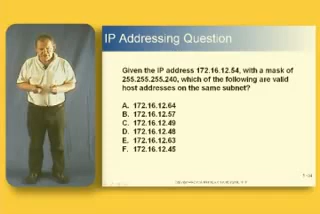 IP Addressing Question
Given the IP address 172.16.12.54, with a mask of
255.255.255.240, which of the following are valid
host addresses on the same subnet?
A. 172.16.12.64
B. 172.16.12.57
C. 172.16.12.49
D. 172.16.12.48
E. 172.16.12.63
F. 172.16.12.45